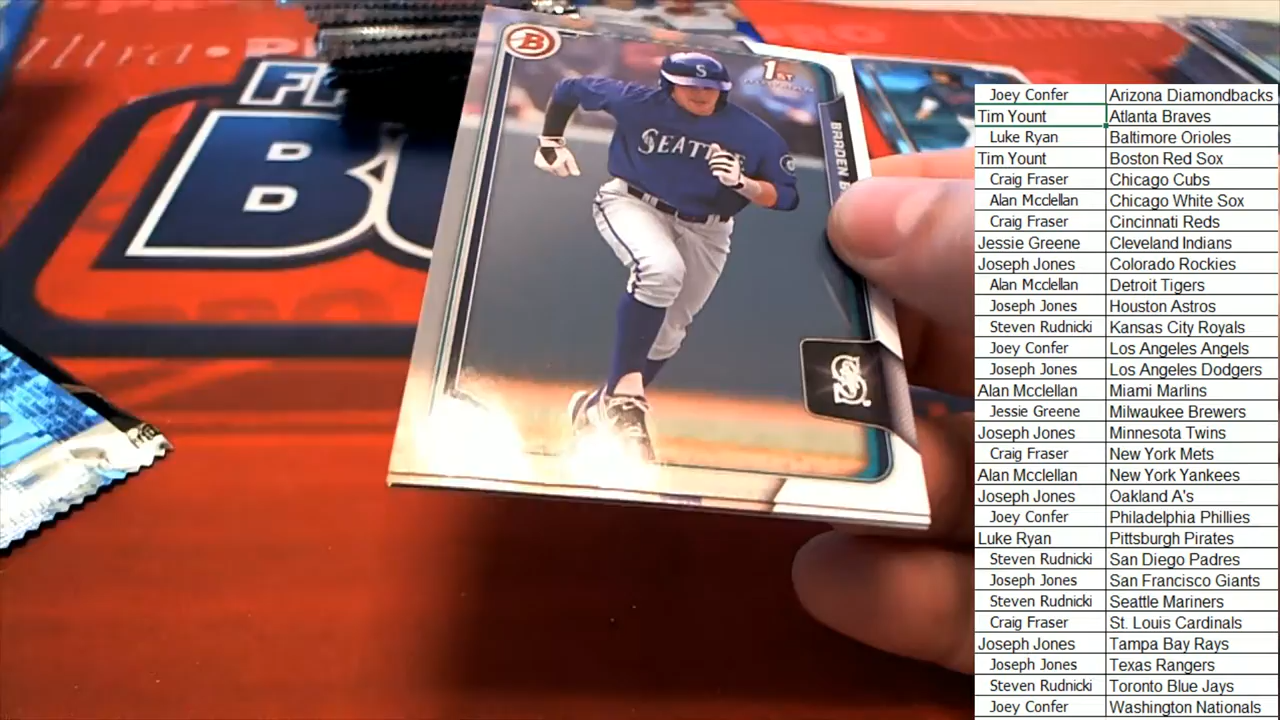 Ultra • PRO
B
1ST
S
SEATTLE
BRADEN B
S
Joey Confer Arizona Diamondbacks
Tim Yount Atlanta Braves
Luke Ryan Baltimore Orioles
Tim Yount Boston Red Sox
Craig Fraser Chicago Cubs
Alan Mcclellan Chicago White Sox
Craig Fraser Cincinnati Reds
Jessie Greene Cleveland Indians
Joseph Jones Colorado Rockies
Alan Mcclellan Detroit Tigers
Joseph Jones Houston Astros
Steven Rudnicki Kansas City Royals
Joey Confer Los Angeles Angels
Joseph Jones Los Angeles Dodgers
Alan Mcclellan Miami Marlins
Jessie Greene Milwaukee Brewers
Joseph Jones Minnesota Twins
Craig Fraser New York Mets
Alan Mcclellan New York Yankees
Joseph Jones Oakland A's
Joey Confer Philadelphia Phillies
Luke Ryan Pittsburgh Pirates
Steven Rudnicki San Diego Padres
Joseph Jones San Francisco Giants
Steven Rudnicki Seattle Mariners
Craig Fraser St. Louis Cardinals
Joseph Jones Tampa Bay Rays
Joseph Jones Texas Rangers
Steven Rudnicki Toronto Blue Jays
Joey Confer Washington Nationals